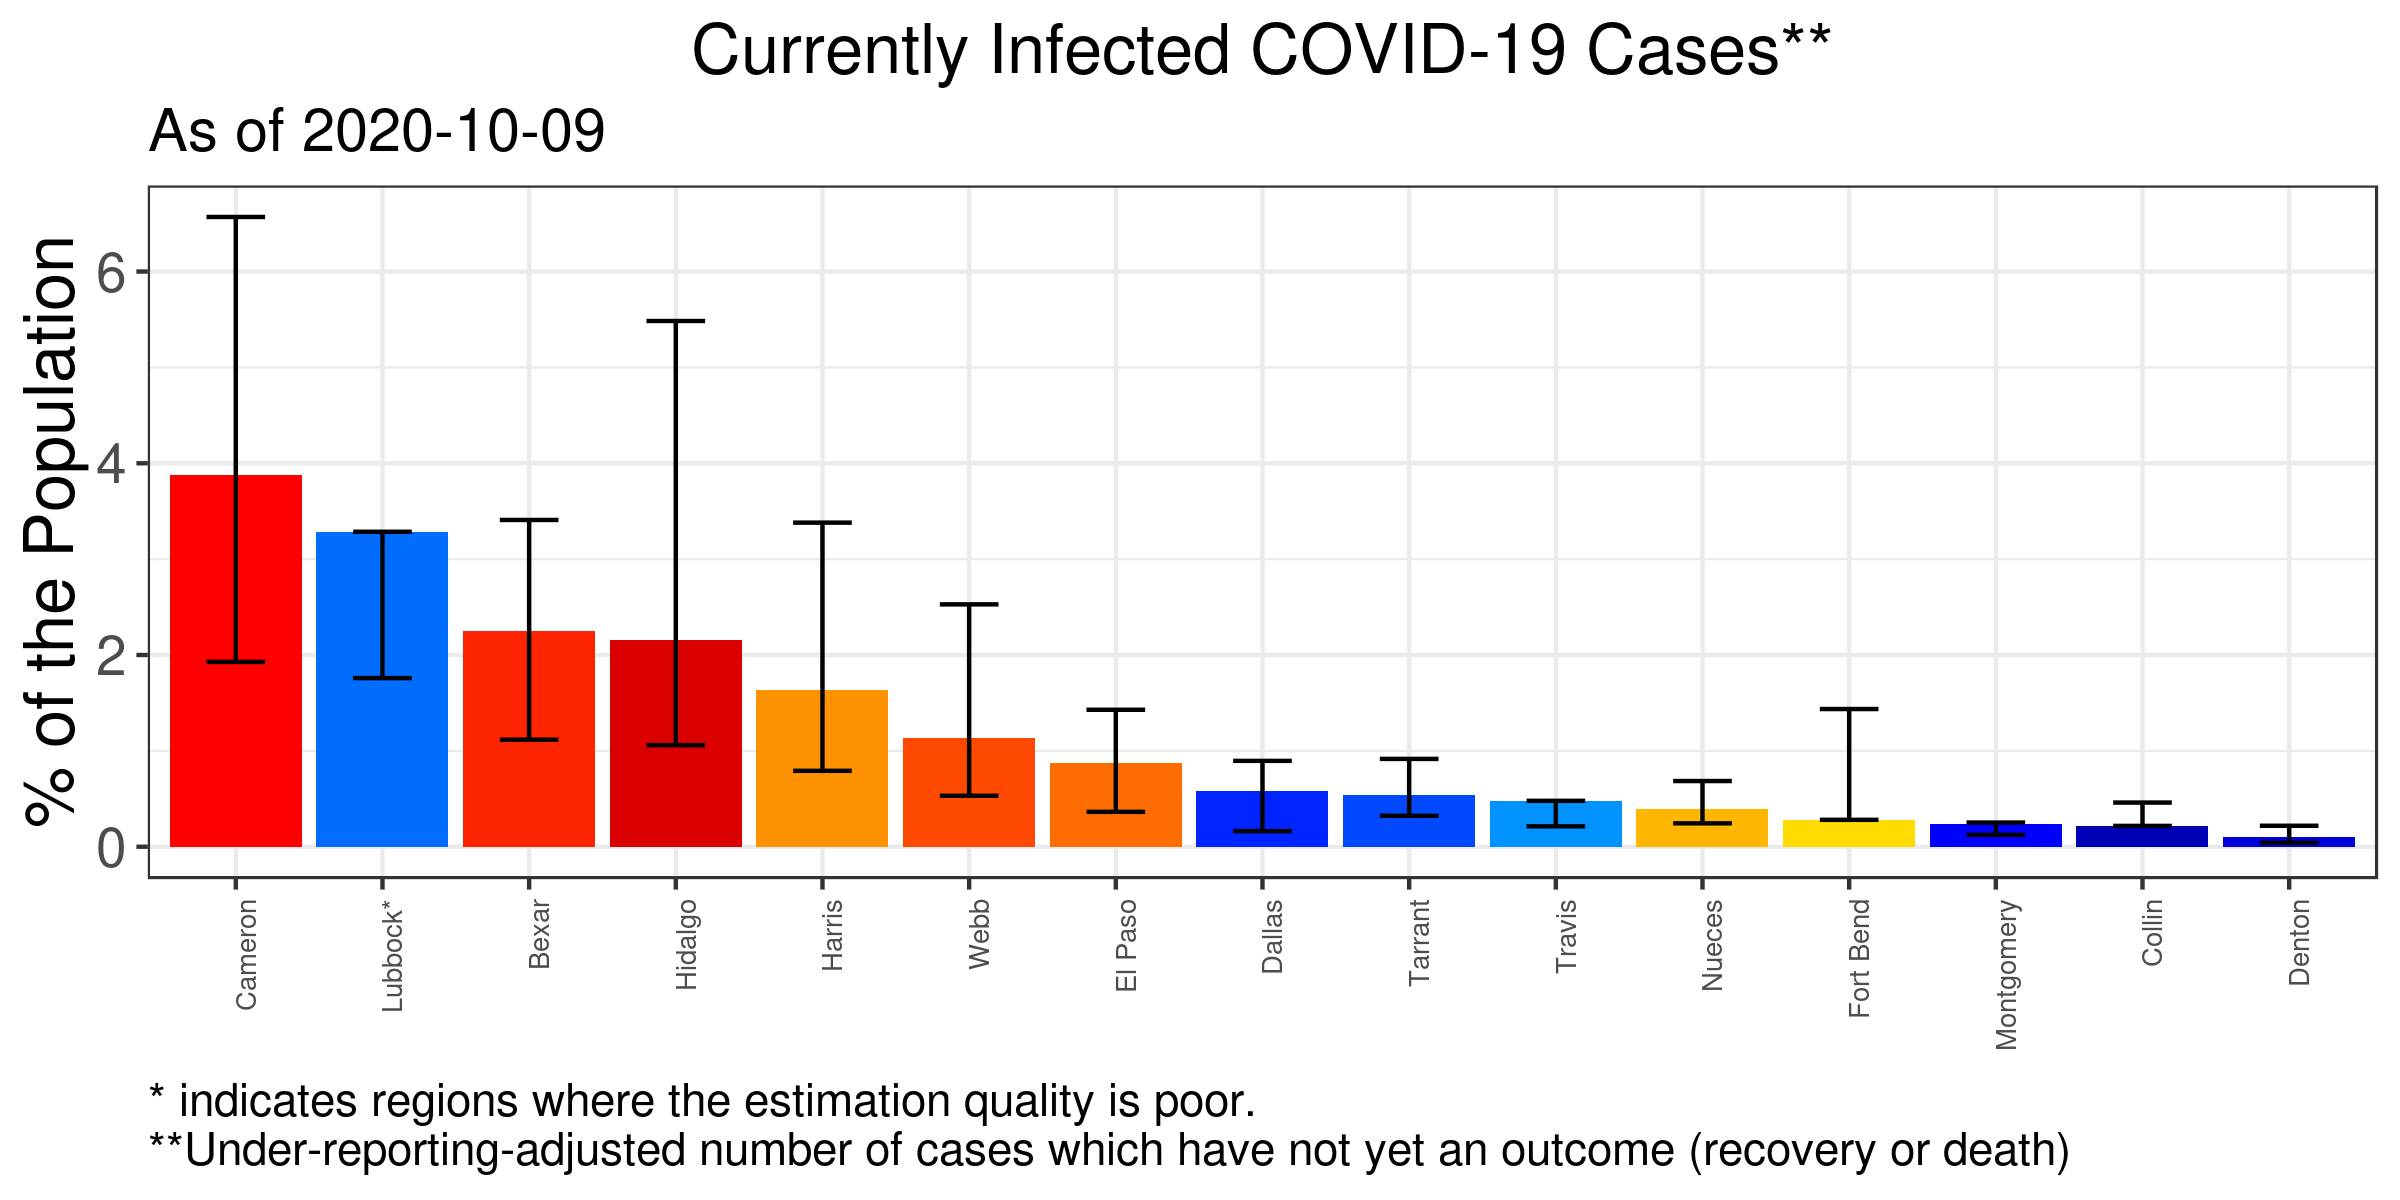 Currently Infected COVID-19 Cases**
As of 2020-10-09
% of the Population
6
4
2
0
Cameron
Lubbock*
Bexar
Hidalgo
Harris
Webb
El Paso
Dallas
Tarrant
Travis
Nueces
Fort Bend
Montgomery
Collin
Denton
* indicates regions where the estimation quality is poor.
**Under-reporting-adjusted number of cases which have not yet an outcome (recovery or death)